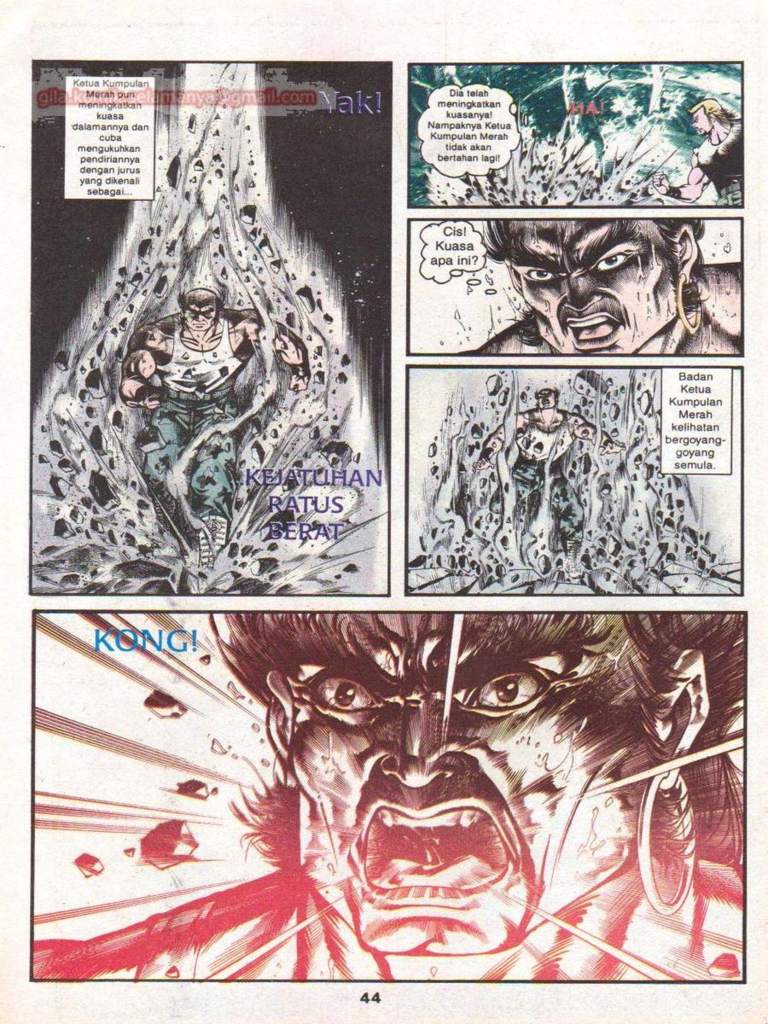 Ketua Kumpulan
Merah pun
meningkatkan
kuasa
dalamannya dan
cuba
mengukuhkan
pendiriannya
dengan jurus
yang dikenali
sebagai...
Yak!
KEJATUHAN
RATUS
BERAT
Dia telah
meningkatkan
kuasanya!
Nampaknya Ketua
Kumpulan Merah
tidak akan
bertahan lagi!
HA!
Cis!
Kuasa
apa ini?
Badan
Ketua
Kumpulan
Merah
kelihatan
bergoyang-
goyang
semula.
KONG!
44